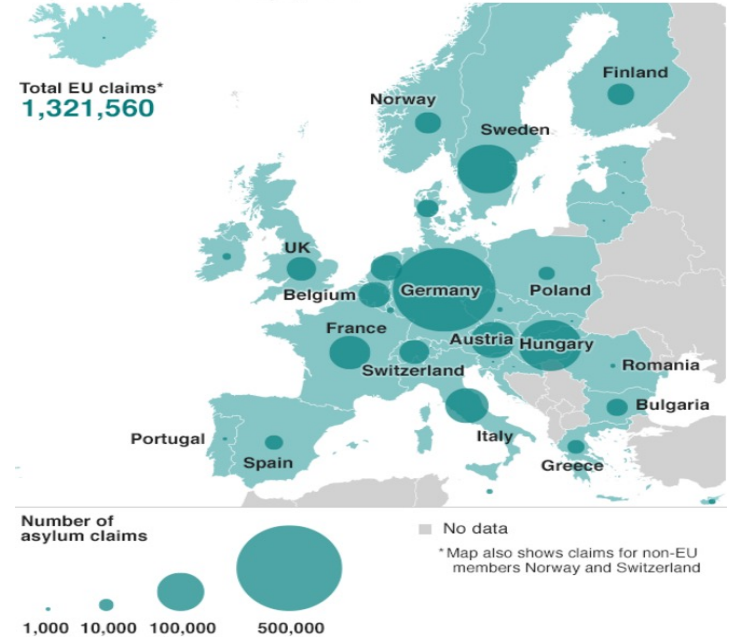 Total EU claims*
1,321,560
Finland
Norway
Sweden
UK
Belgium
Germany
Poland
France
Austria
Hungary
Switzerland
Romania
Bulgaria
Portugal
Italy
Spain
Greece
Number of
asylum claims
1,000
10,000
100,000
500,000
No data
*Map also shows claims for non-EU
members Norway and Switzerland